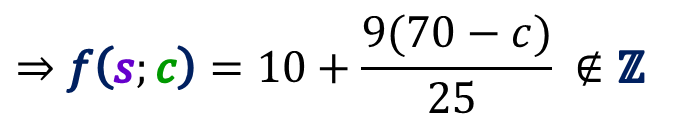 ⇒ f(s; c) = 10 + 9(70 − c)/25 ∉ ℤ